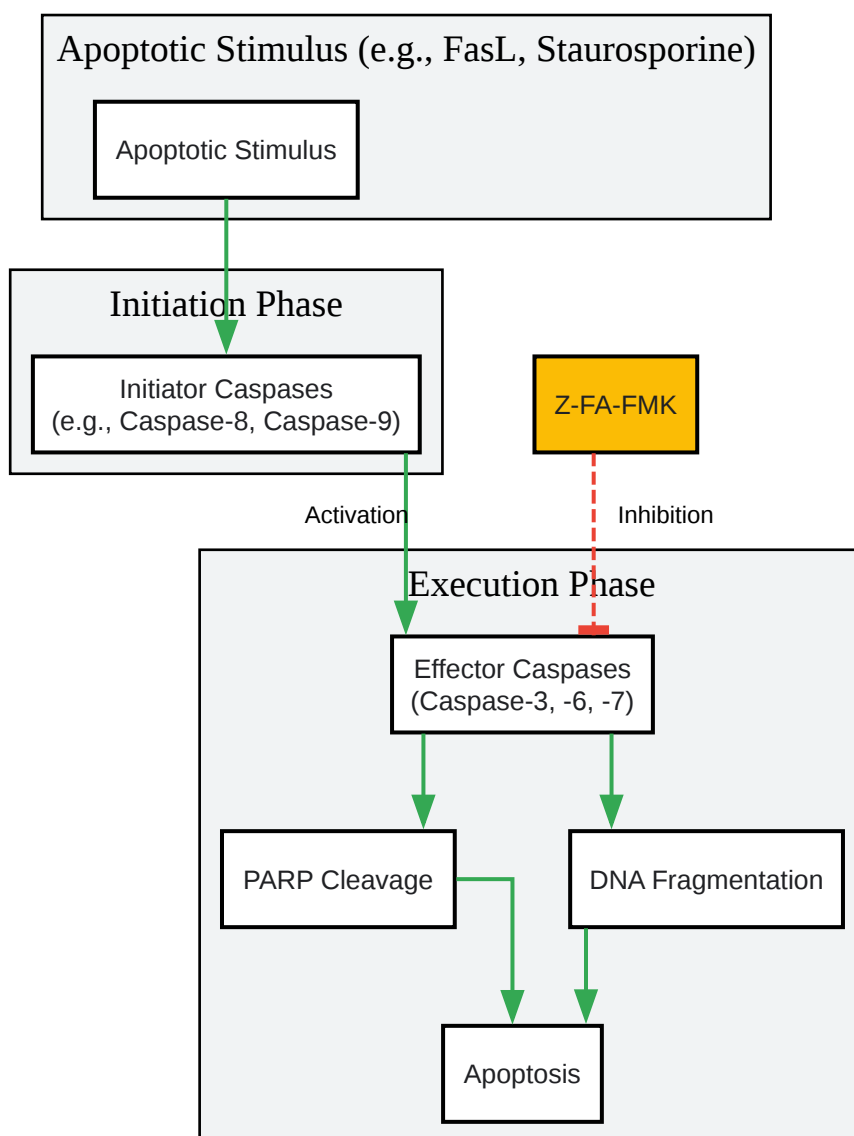 Apoptotic Stimulus (e.g., FasL, Staurosporine)
Apoptotic Stimulus
Initiation Phase
Initiator Caspases
(e.g., Caspase-8, Caspase-9)
Z-FA-FMK
Activation
Inhibition
Execution Phase
Effector Caspases
(Caspase-3, -6, -7)
PARP Cleavage
DNA Fragmentation
Apoptosis